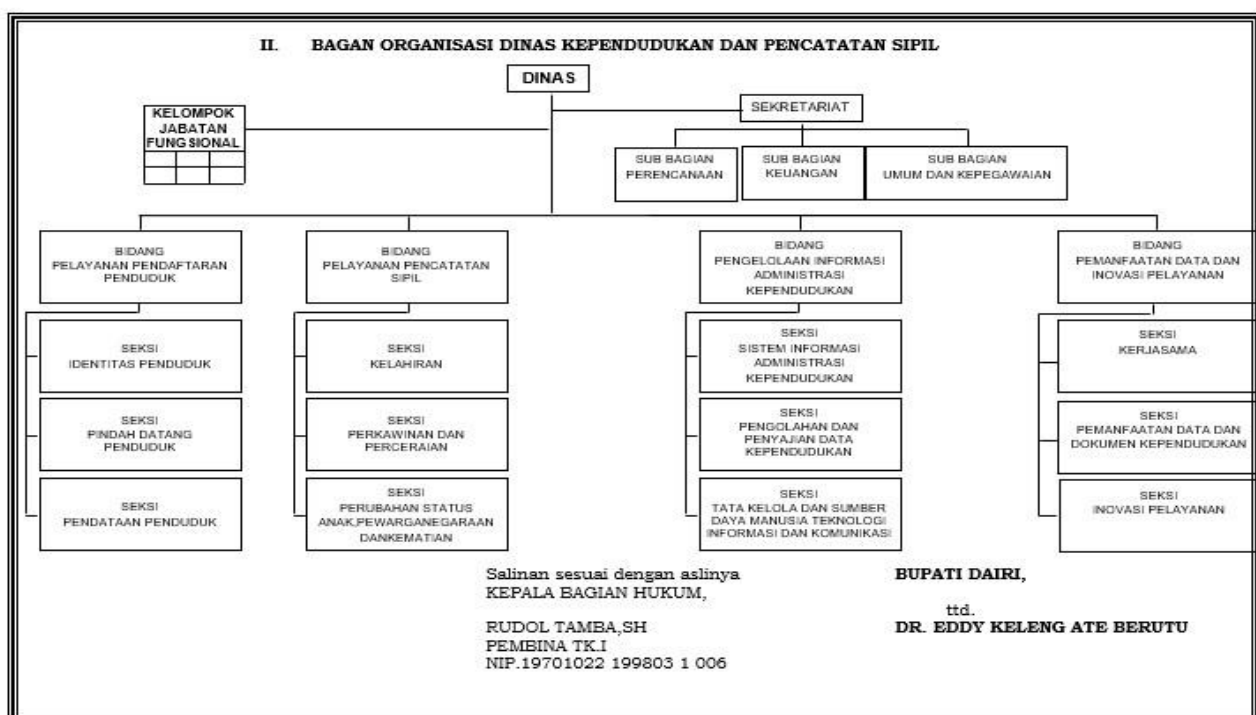 II. BAGAN ORGANISASI DINAS KEPENDUDUKAN DAN PENCATATAN SIPIL
DINAS
KELOMPOK
JABATAN
FUNGSIONAL
SEKRETARIAT
SUB BAGIAN
PERENCANAAN
SUB BAGIAN
KEUANGAN
SUB BAGIAN
UMUM DAN KEPEGAWAIAN
BIDANG
PELAYANAN PENDAFTARAN
PENDUDUK
BIDANG
PELAYANAN PENCATATAN
SIPIL
BIDANG
PENGELOLAAN INFORMASI
ADMINISTRASI
KEPENDUDUKAN
BIDANG
PEMANFAATAN DATA DAN
INOVASI PELAYANAN
SEKSI
IDENTITAS PENDUDUK
SEKSI
KELAHIRAN
SEKSI
SISTEM INFORMASI
ADMINISTRASI
KEPENDUDUKAN
SEKSI
KERJASAMA
SEKSI
PINDAH DATANG
PENDUDUK
SEKSI
PERKAWINAN DAN
PERCERAIAN
SEKSI
PENGOLAHAN DAN
PENYAJIAN DATA
KEPENDUDUKAN
SEKSI
PEMANFAATAN DATA DAN
DOKUMEN KEPENDUDUKAN
SEKSI
PENDATAAN PENDUDUK
SEKSI
PERUBAHAN STATUS
ANAK,PEWARGANEGARAAN
DANKEMATIAN
SEKSI
TATA KELOLA DAN SUMBER
DAYA MANUSIA TEKNOLOGI
INFORMASI DAN KOMUNIKASI
SEKSI
INOVASI PELAYANAN
Salinan sesuai dengan aslinya
KEPALA BAGIAN HUKUM,
RUDOL TAMBA,SH
PEMBINA TK.I
NIP.19701022 199803 1 006
BUPATI DAIRI,
ttd.
DR. EDDY KELENG ATE BERUTU